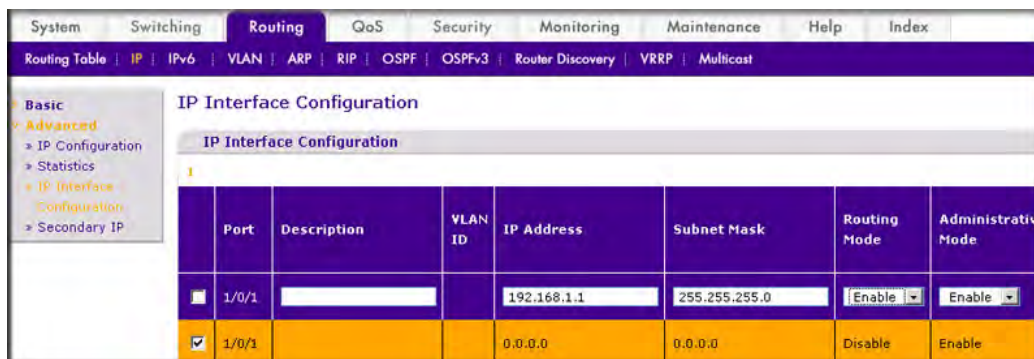 System Switching Routing QoS Security Monitoring Maintenance Help Index
Routing Table IP IPv6 VLAN ARP RIP OSPF OSPFv3 Router Discovery VRRP Multicast
Basic
Advanced
» IP Configuration
» Statistics
» IP Interface
Configuration
» Secondary IP
IP Interface Configuration
IP Interface Configuration
1
Port Description VLAN ID IP Address Subnet Mask Routing Mode Administrativ Mode
1/0/1 192.168.1.1 255.255.255.0 Enable Enable
1/0/1 0.0.0.0 0.0.0.0 Disable Enable